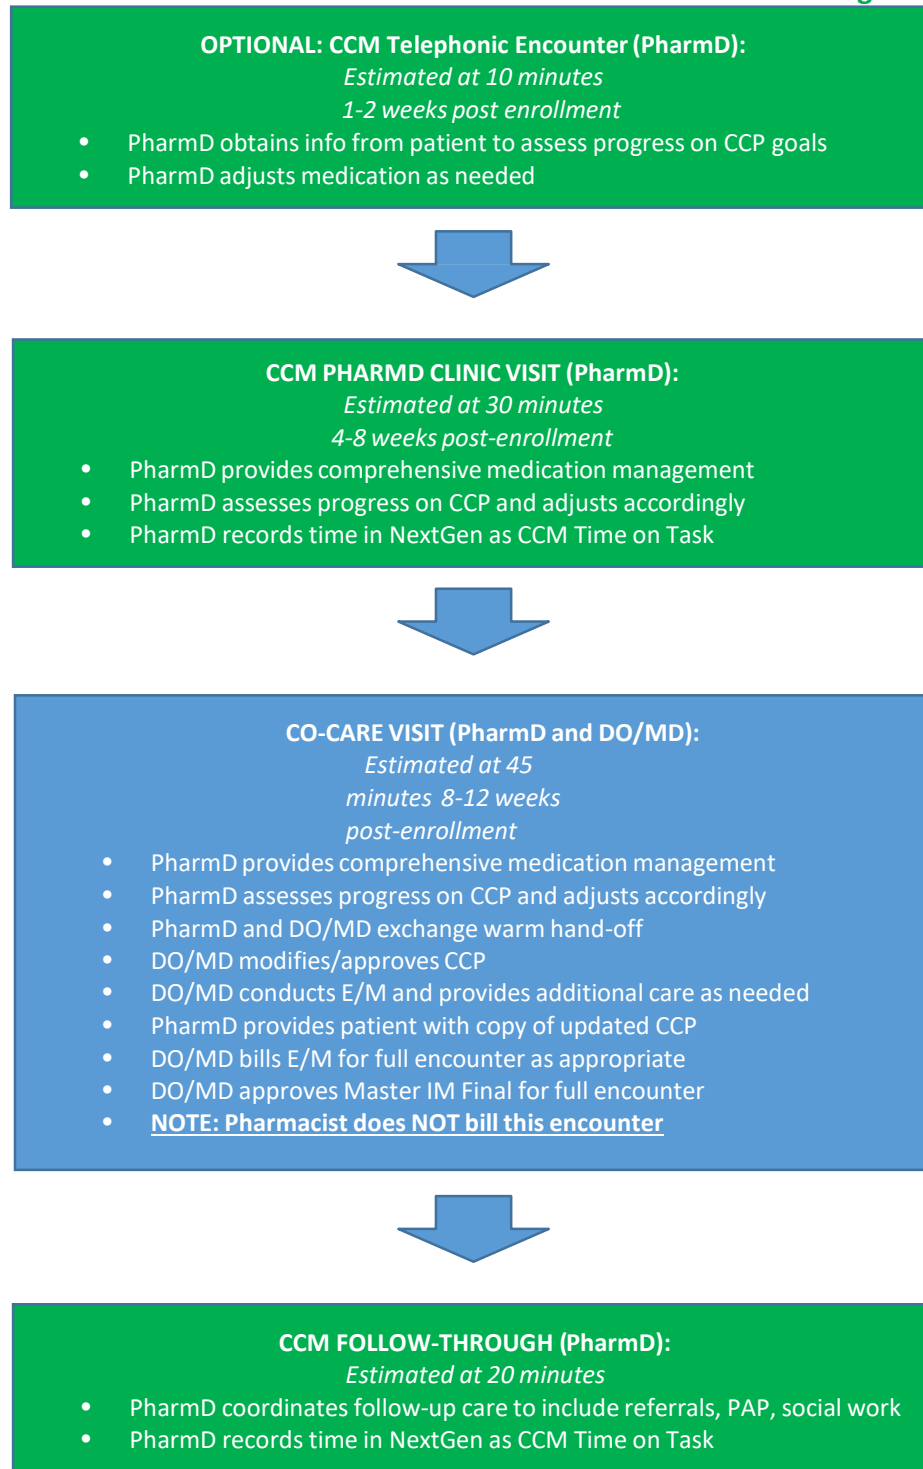 OPTIONAL: CCM Telephonic Encounter (PharmD):
Estimated at 10 minutes
1-2 weeks post enrollment
• PharmD obtains info from patient to assess progress on CCP goals
• PharmD adjusts medication as needed
CCM PHARMD CLINIC VISIT (PharmD):
Estimated at 30 minutes
4-8 weeks post-enrollment
• PharmD provides comprehensive medication management
• PharmD assesses progress on CCP and adjusts accordingly
• PharmD records time in NextGen as CCM Time on Task
CO-CARE VISIT (PharmD and DO/MD):
Estimated at 45
minutes 8-12 weeks
post-enrollment
• PharmD provides comprehensive medication management
• PharmD assesses progress on CCP and adjusts accordingly
• PharmD and DO/MD exchange warm hand-off
• DO/MD modifies/approves CCP
• DO/MD conducts E/M and provides additional care as needed
• PharmD provides patient with copy of updated CCP
• DO/MD bills E/M for full encounter as appropriate
• DO/MD approves Master IM Final for full encounter
• NOTE: Pharmacist does NOT bill this encounter
CCM FOLLOW-THROUGH (PharmD):
Estimated at 20 minutes
• PharmD coordinates follow-up care to include referrals, PAP, social work
• PharmD records time in NextGen as CCM Time on Task